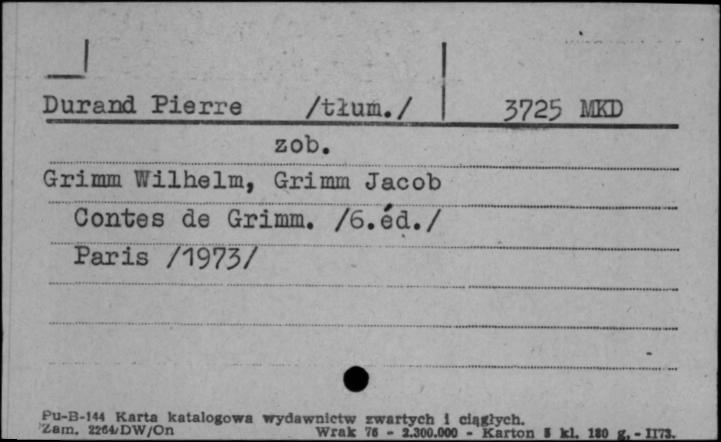 Durand Pierre /tłum./ 3725 MKD
zob.
Grimm Wilhelm, Grimm Jacob
Contes de Grimm. /6.éd./
Paris /1973/
Pu-B-144 Karta katalogowa wydawnictw zwartych i ciągłych.
Zam. 2264/DW/On Wrak 76 - 2.300.000 - Karton 5 kl. 180 g. - II73.